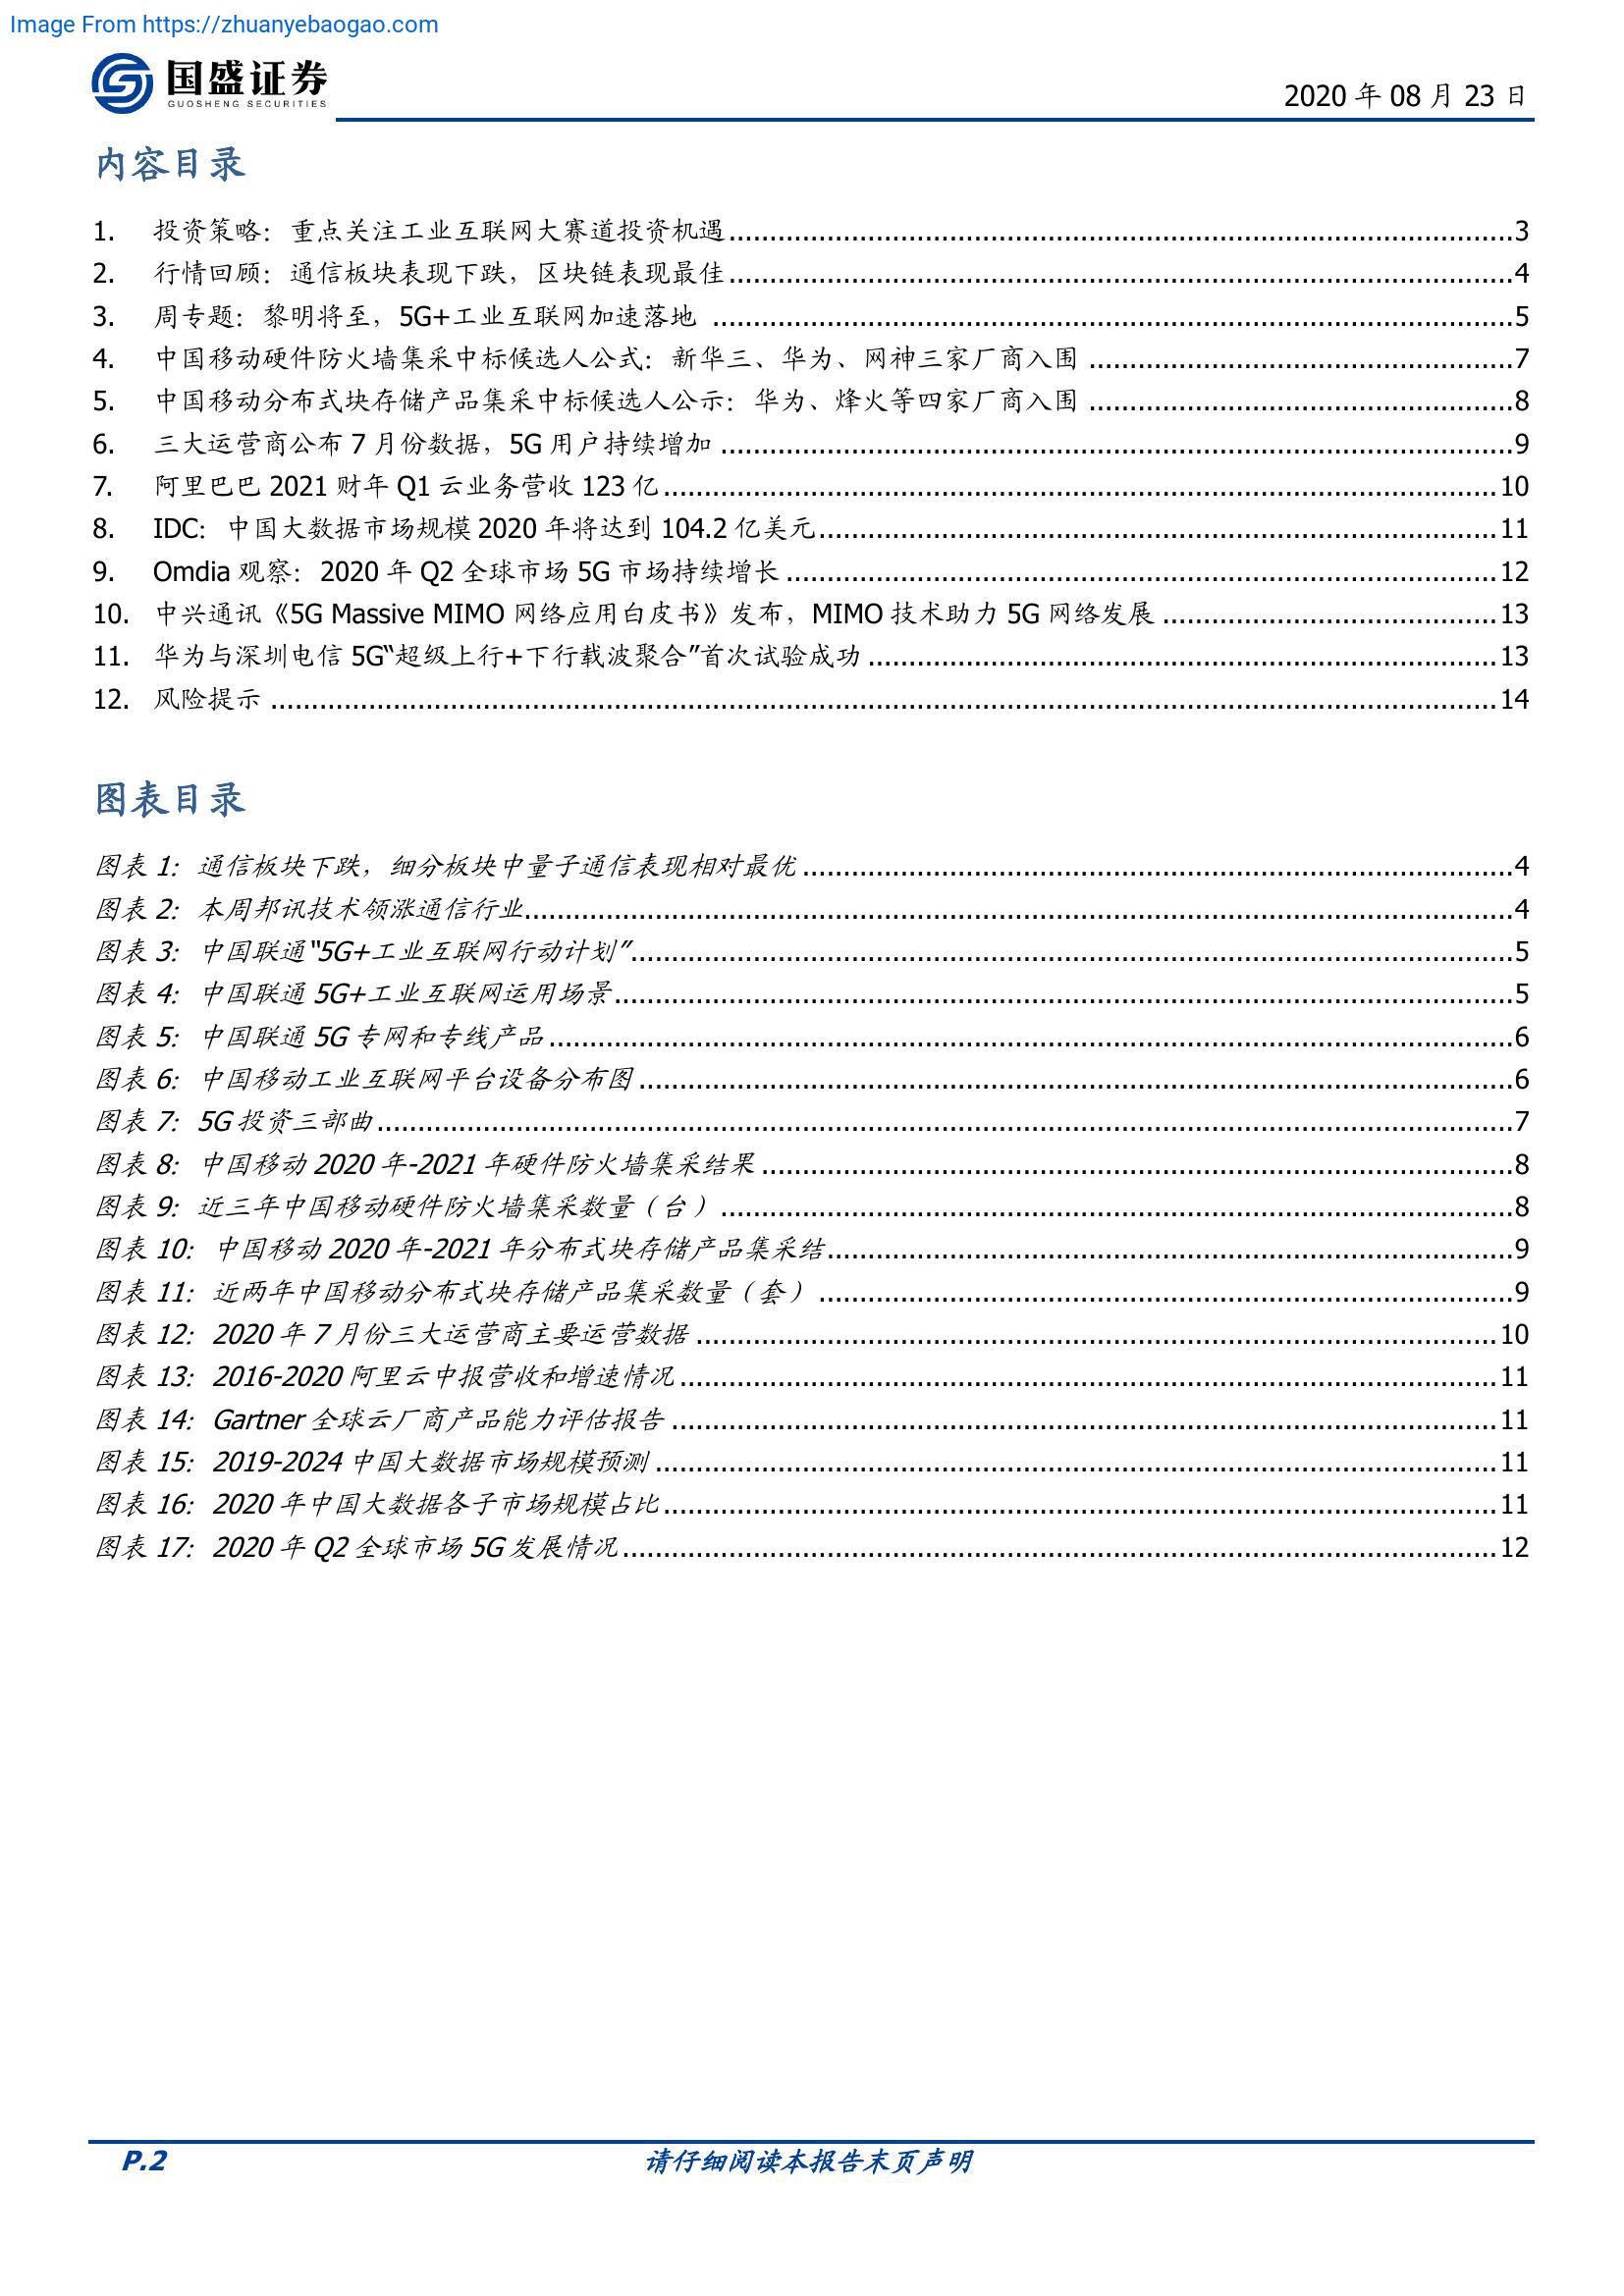 Image From https://zhuanyebaogao.com
国盛证券
GUOSHENG SECURITIES
2020 年 08 月 23 日
内容目录
1. 投资策略：重点关注工业互联网大赛道投资机遇 3
2. 行情回顾：通信板块表现下跌，区块链表现最佳 4
3. 周专题：黎明将至，5G+工业互联网加速落地 5
4. 中国移动硬件防火墙集采中标候选人公式：新华三、华为、网神三家厂商入围 7
5. 中国移动分布式块存储产品集采中标候选人公示：华为、烽火等四家厂商入围 8
6. 三大运营商公布 7 月份数据，5G 用户持续增加 9
7. 阿里巴巴 2021 财年 Q1 云业务营收 123 亿 10
8. IDC：中国大数据市场规模 2020 年将达到 104.2 亿美元 11
9. Omdia 观察：2020 年 Q2 全球市场 5G 市场持续增长 12
10. 中兴通讯《5G Massive MIMO 网络应用白皮书》发布，MIMO 技术助力 5G 网络发展 13
11. 华为与深圳电信 5G“超级上行+下行载波聚合”首次试验成功 13
12. 风险提示 14
图表目录
图表 1：通信板块下跌，细分板块中量子通信表现相对最优 4
图表 2：本周邦讯技术领涨通信行业 4
图表 3：中国联通“5G+工业互联网行动计划” 5
图表 4：中国联通 5G+工业互联网运用场景 5
图表 5：中国联通 5G 专网和专线产品 6
图表 6：中国移动工业互联网平台设备分布图 6
图表 7：5G 投资三部曲 7
图表 8：中国移动 2020 年-2021 年硬件防火墙集采结果 8
图表 9：近三年中国移动硬件防火墙集采数量（台） 8
图表 10：中国移动 2020 年-2021 年分布式块存储产品集采结 9
图表 11：近两年中国移动分布式块存储产品集采数量（套） 9
图表 12：2020 年 7 月份三大运营商主要运营数据 10
图表 13：2016-2020 阿里云中报营收和增速情况 11
图表 14：Gartner 全球云厂商产品能力评估报告 11
图表 15：2019-2024 中国大数据市场规模预测 11
图表 16：2020 年中国大数据各子市场规模占比 11
图表 17：2020 年 Q2 全球市场 5G 发展情况 12
P.2
请仔细阅读本报告末页声明